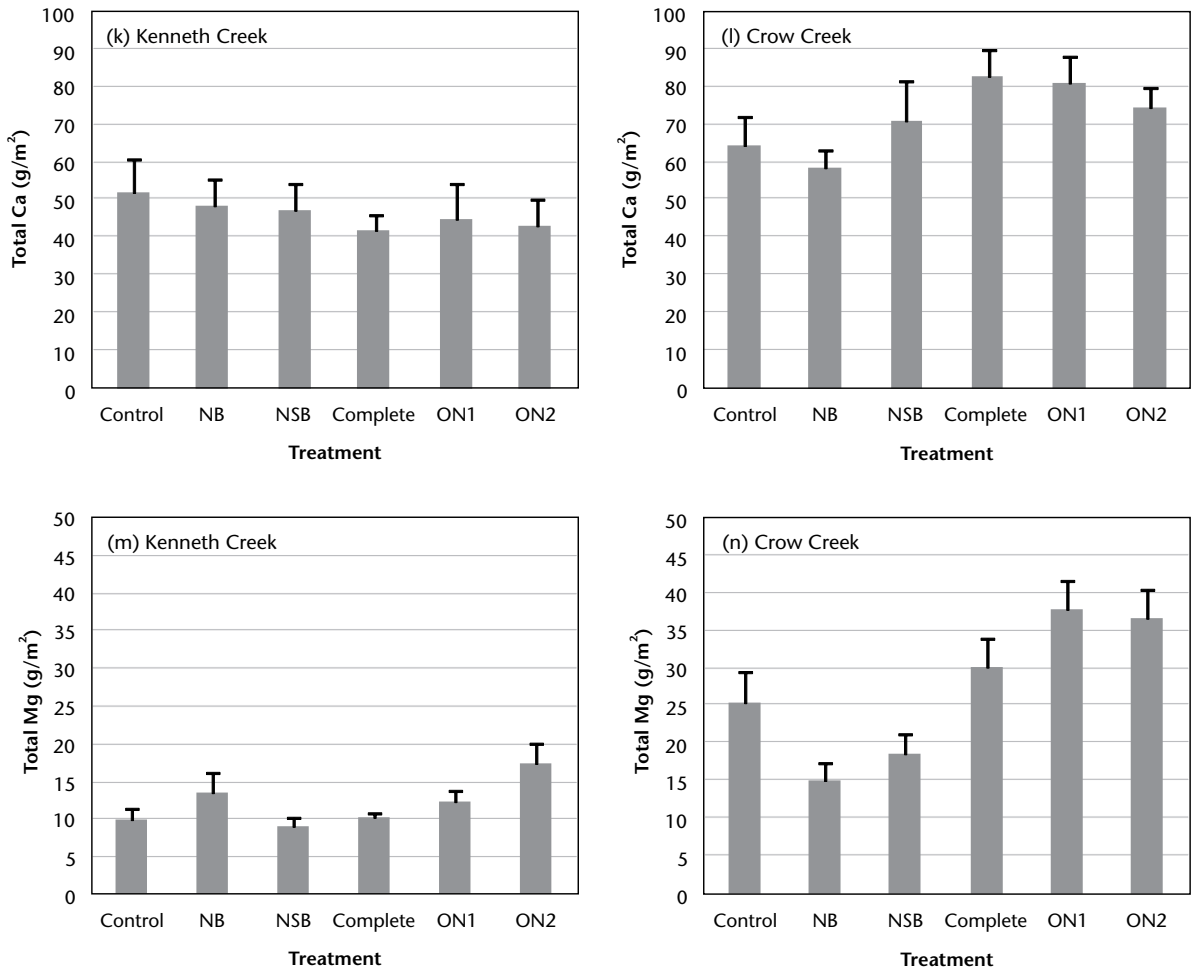 (k) Kenneth Creek
Total Ca (g/m²)
100
90
80
70
60
50
40
30
20
10
0
Control NB NSB Complete ON1 ON2
Treatment
(l) Crow Creek
Total Ca (g/m²)
100
90
80
70
60
50
40
30
20
10
0
Control NB NSB Complete ON1 ON2
Treatment
(m) Kenneth Creek
Total Mg (g/m²)
50
45
40
35
30
25
20
15
10
5
0
Control NB NSB Complete ON1 ON2
Treatment
(n) Crow Creek
Total Mg (g/m²)
50
45
40
35
30
25
20
15
10
5
0
Control NB NSB Complete ON1 ON2
Treatment